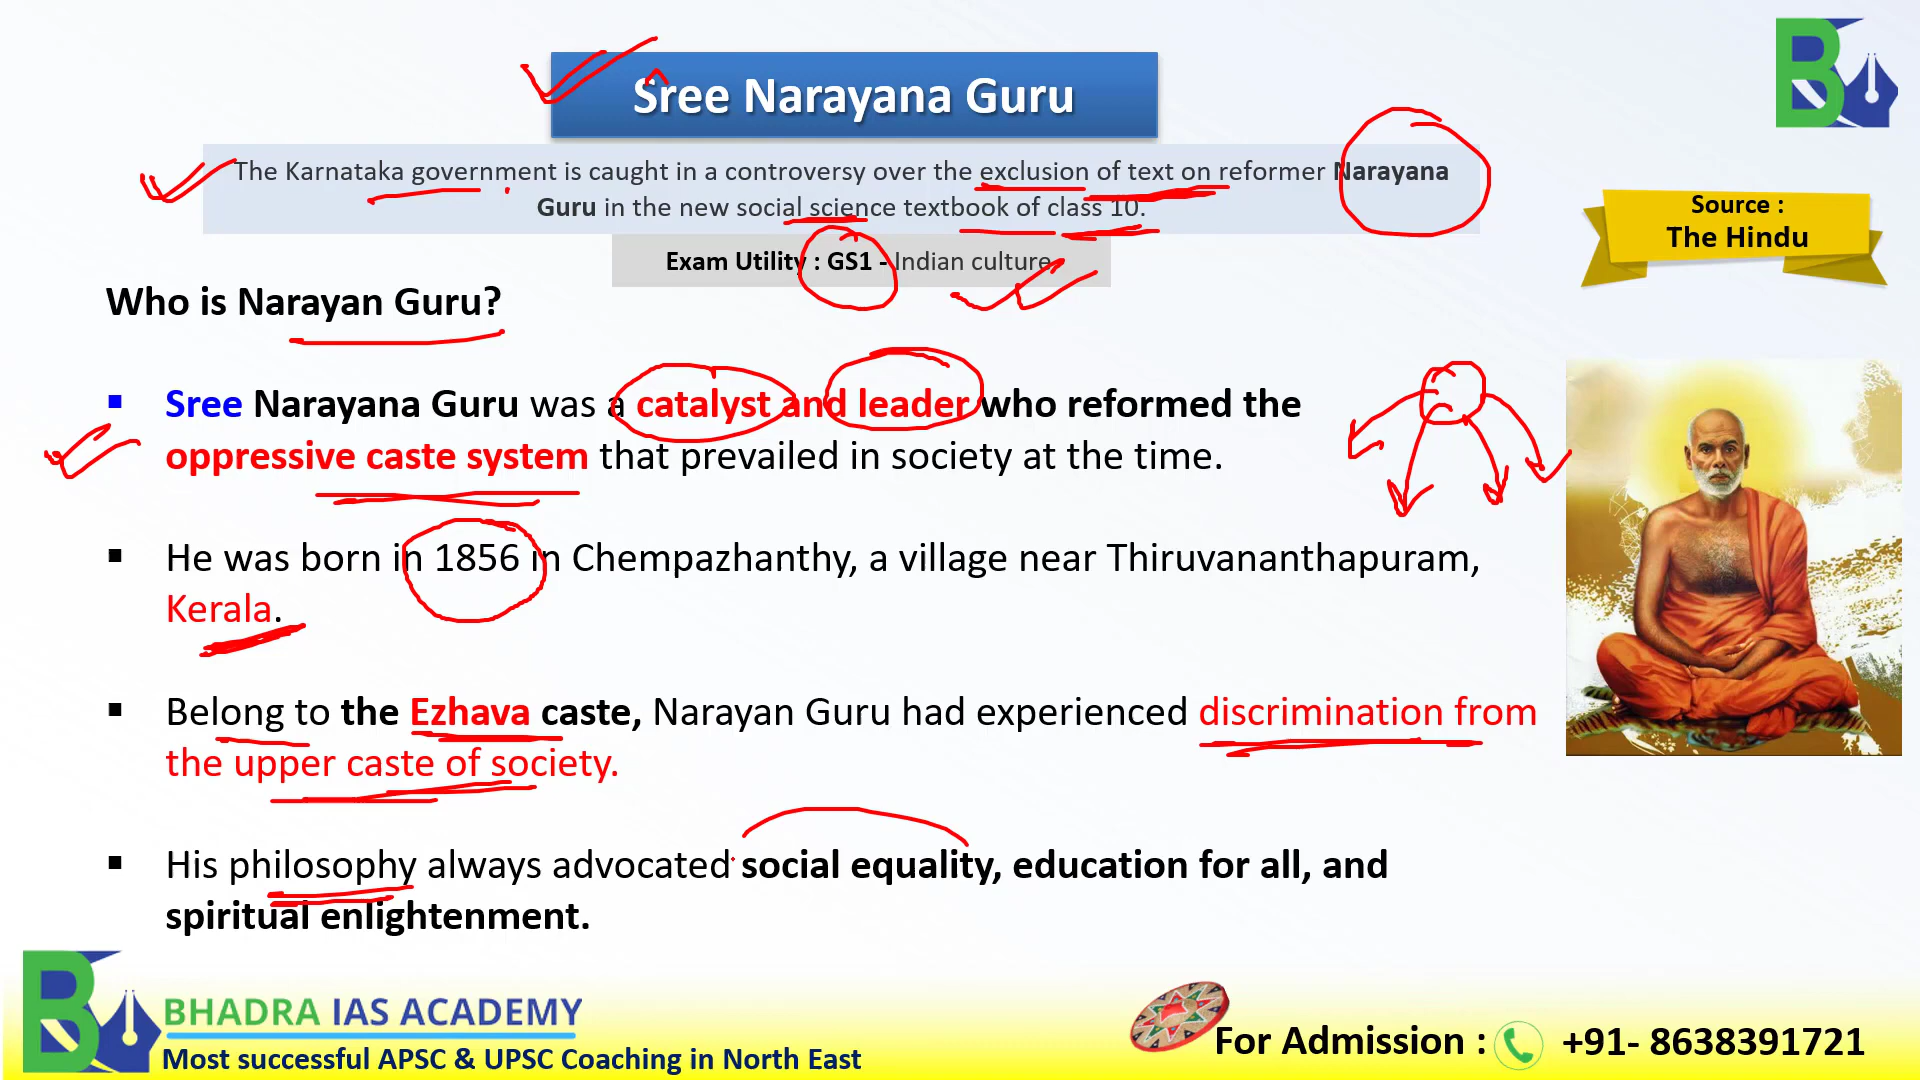 Sree Narayana Guru
The Karnataka government is caught in a controversy over the exclusion of text on reformer Narayana
Guru in the new social science textbook of class 10.
Source :
The Hindu
Exam Utility : GS1 - Indian culture
Who is Narayan Guru?
▪ Sree Narayana Guru was a catalyst and leader who reformed the
oppressive caste system that prevailed in society at the time.
▪ He was born in 1856 in Chempazhanthy, a village near Thiruvananthapuram,
Kerala.
▪ Belong to the Ezhava caste, Narayan Guru had experienced discrimination from
the upper caste of society.
▪ His philosophy always advocated social equality, education for all, and
spiritual enlightenment.
BHADRA IAS ACADEMY
Most successful APSC & UPSC Coaching in North East
For Admission : +91- 8638391721